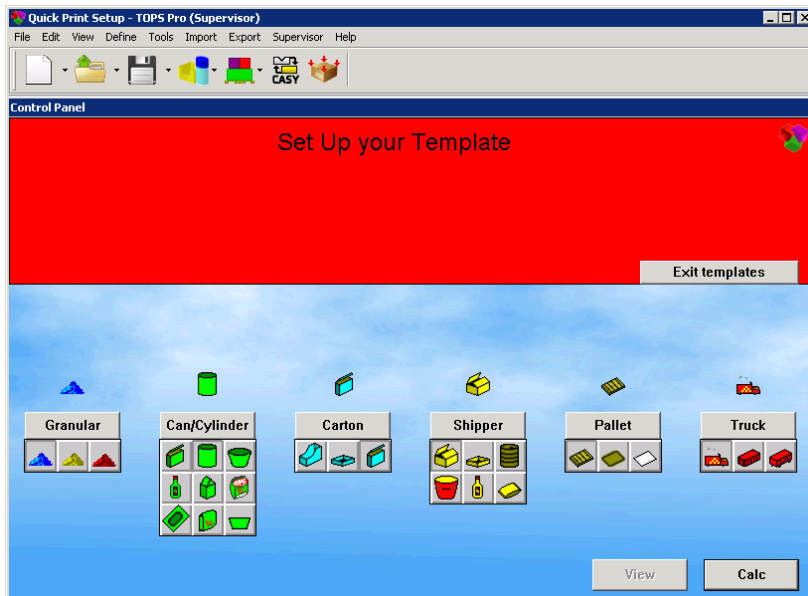 Quick Print Setup - TOPS Pro (Supervisor)
File Edit View Define Tools Import Export Supervisor Help
CASY
Control Panel
Set Up your Template
Exit templates
Granular Can/Cylinder Carton Shipper Pallet Truck
View Calc